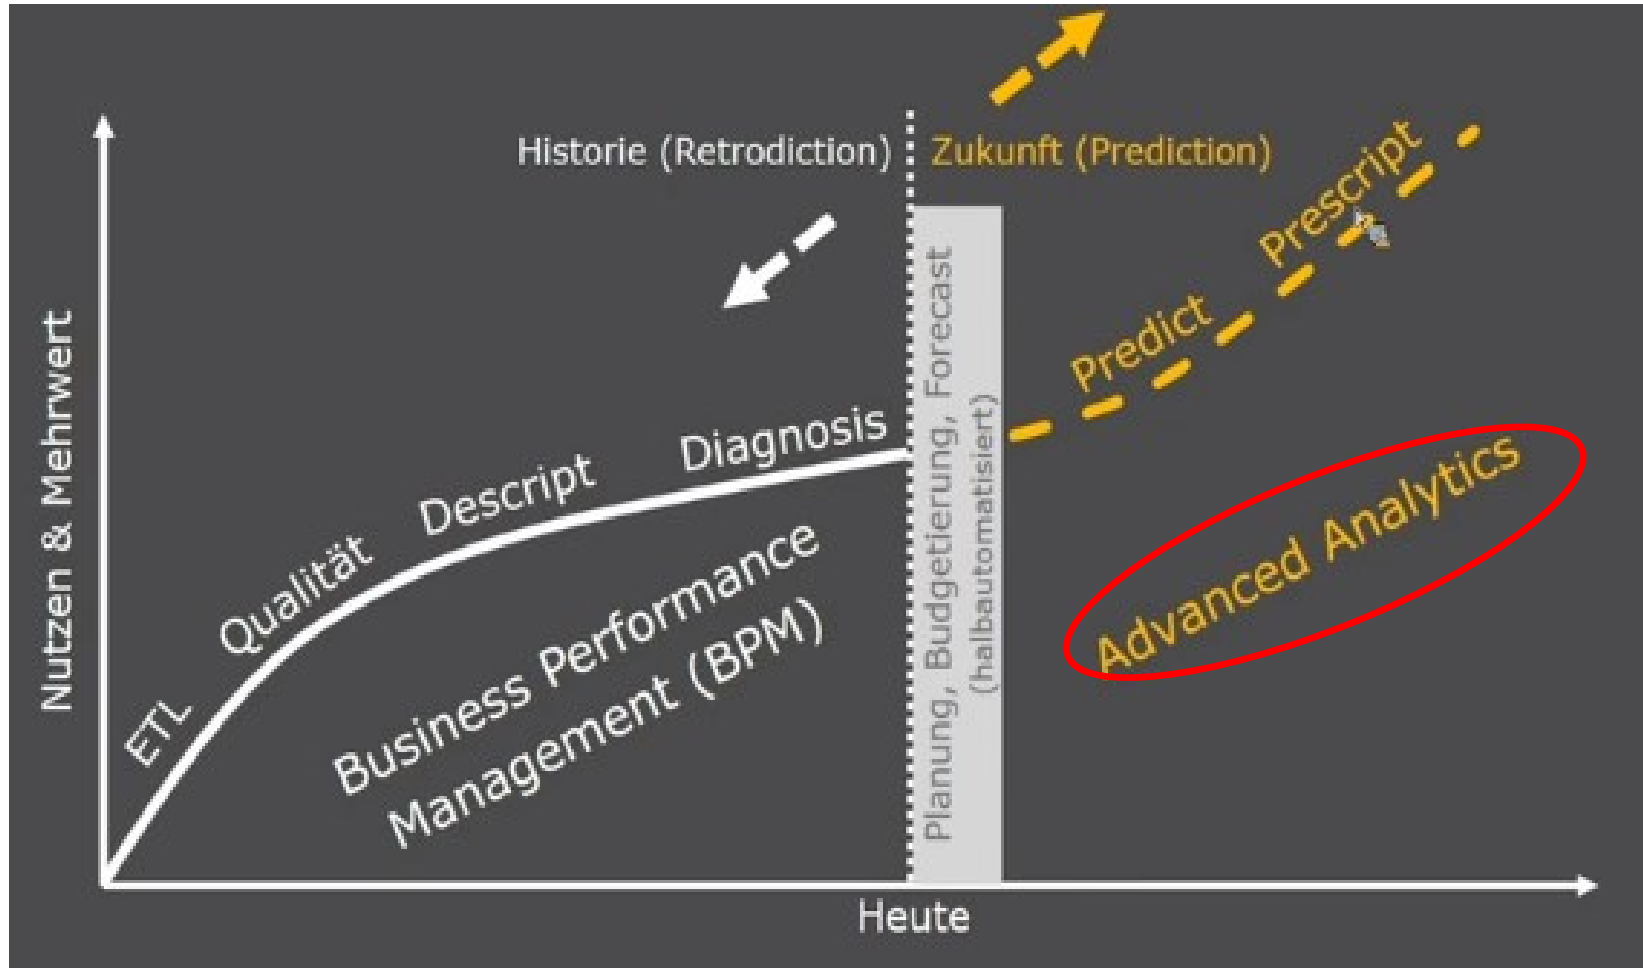 Historie (Retrodiction)
Zukunft (Prediction)
Nutzen & Mehrwert
ETL
Qualität
Descript
Diagnosis
Business Performance
Management (BPM)
Planung, Budgetierung, Forecast
(halbautomatisiert)
Predict
Prescript
Advanced Analytics
Heute